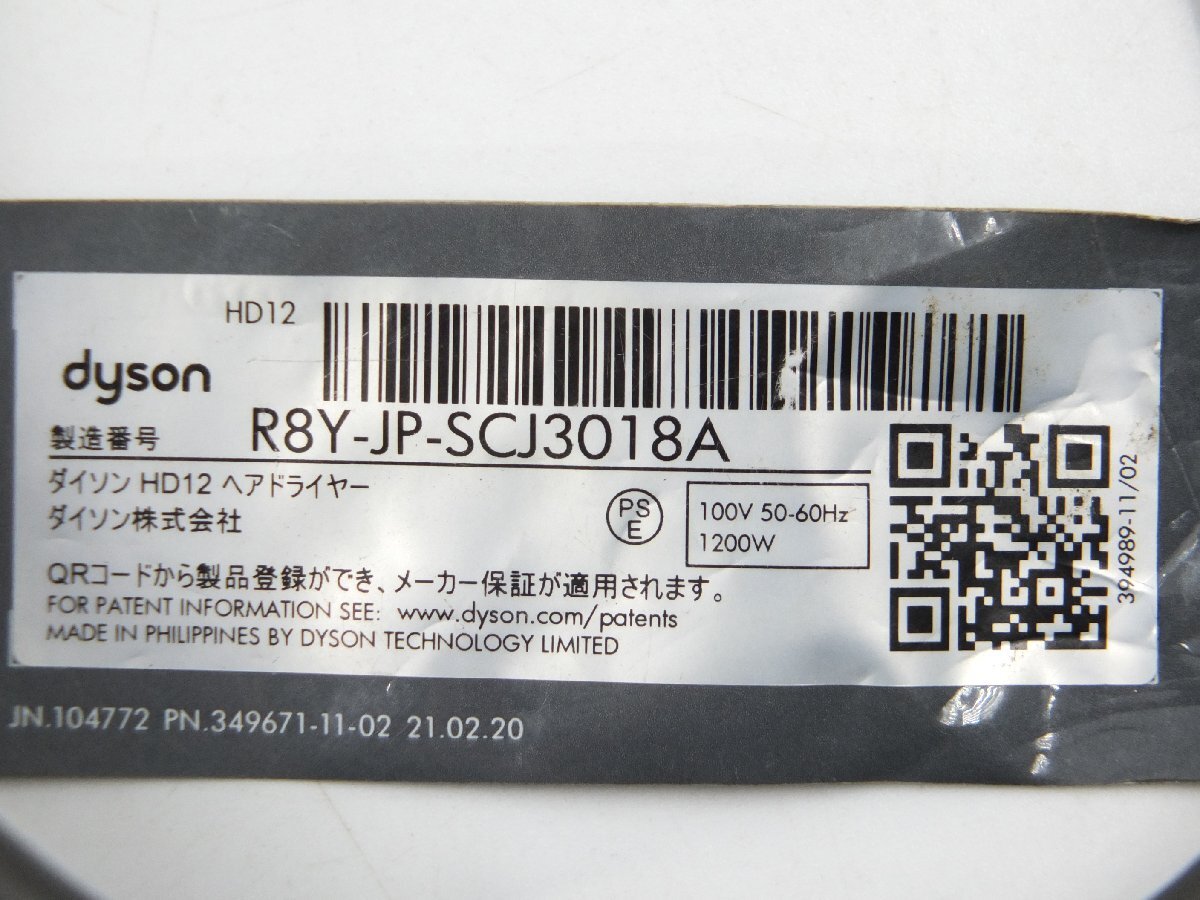 HD12
dyson
製造番号 R8Y-JP-SCJ3018A
ダイソン HD12 ヘアドライヤー
ダイソン株式会社
PS
E
100V 50-60Hz
1200W
QRコードから製品登録ができ、メーカー保証が適用されます。
FOR PATENT INFORMATION SEE: www.dyson.com/patents
MADE IN PHILIPPINES BY DYSON TECHNOLOGY LIMITED
394989-11/02
JN.104772 PN.349671-11-02 21.02.20